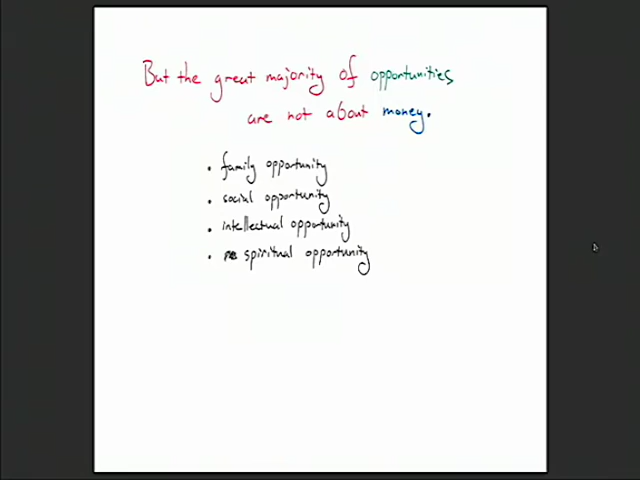 But the great majority of opportunities
are not about money.
• family opportunity
• social opportunity
• intellectual opportunity
• spiritual opportunity